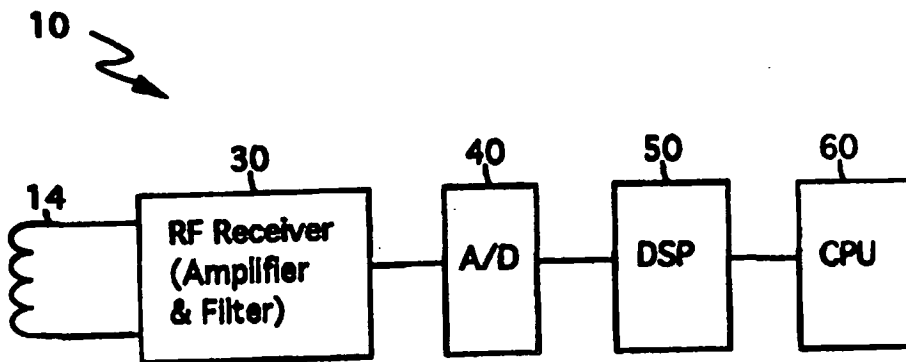 10
14
30
40
50
60
RF Receiver
(Amplifier
& Filter)
A/D
DSP
CPU